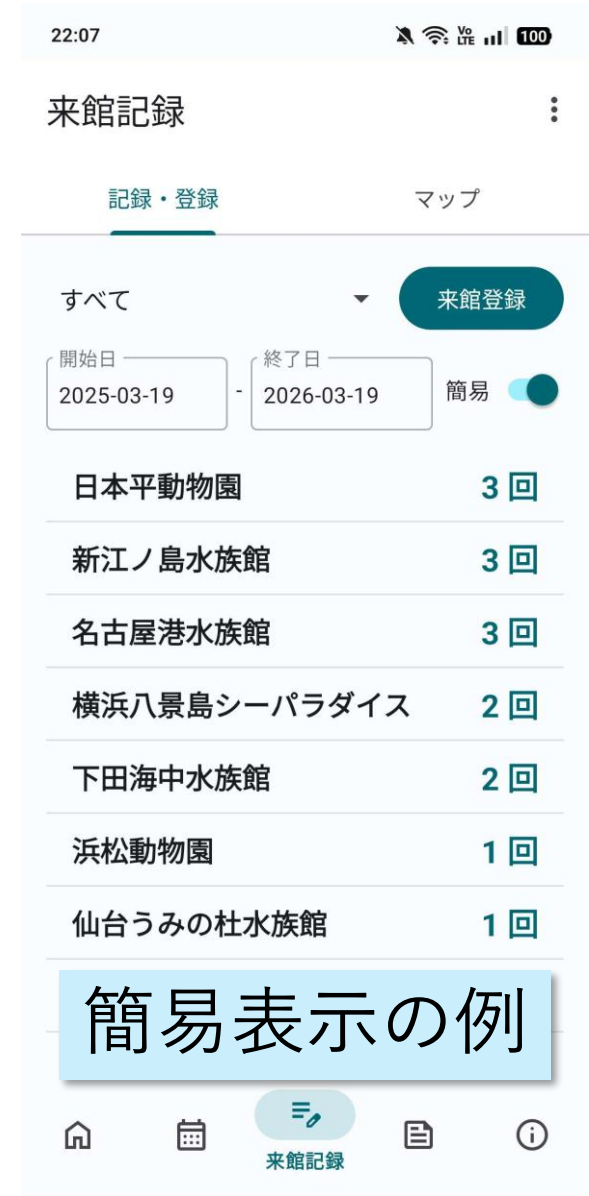 22:07 Vo LTE 100
来館記録
記録・登録 マップ
すべて 来館登録
開始日 終了日
2025-03-19 - 2026-03-19 簡易
日本平動物園 3 回
新江ノ島水族館 3 回
名古屋港水族館 3 回
横浜八景島シーパラダイス 2 回
下田海中水族館 2 回
浜松動物園 1 回
仙台うみの杜水族館 1 回
簡易表示の例
来館記録